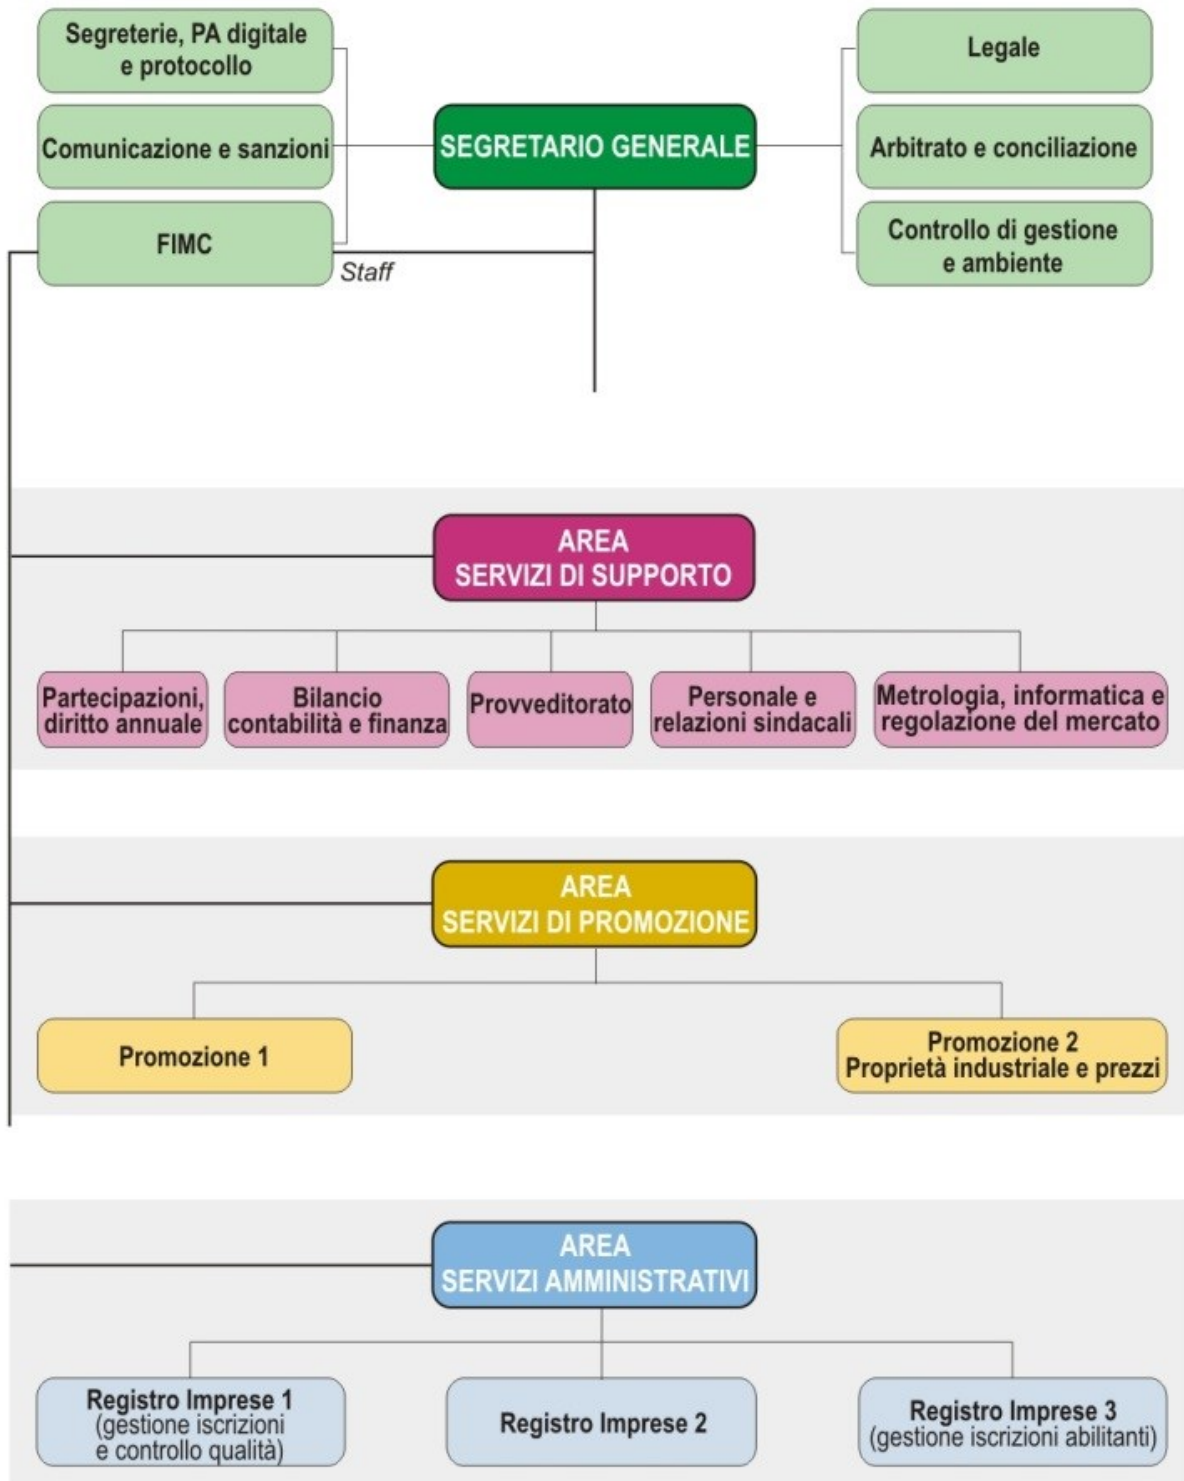 Segreterie, PA digitale
e protocollo
Comunicazione e sanzioni
FIMC
Staff
SEGRETARIO GENERALE
Legale
Arbitrato e conciliazione
Controllo di gestione
e ambiente
AREA
SERVIZI DI SUPPORTO
Partecipazioni,
diritto annuale
Bilancio
contabilità e finanza
Provveditorato
Personale e
relazioni sindacali
Metrologia, informatica e
regolazione del mercato
AREA
SERVIZI DI PROMOZIONE
Promozione 1
Promozione 2
Proprietà industriale e prezzi
AREA
SERVIZI AMMINISTRATIVI
Registro Imprese 1
(gestione iscrizioni
e controllo qualità)
Registro Imprese 2
Registro Imprese 3
(gestione iscrizioni abilitanti)